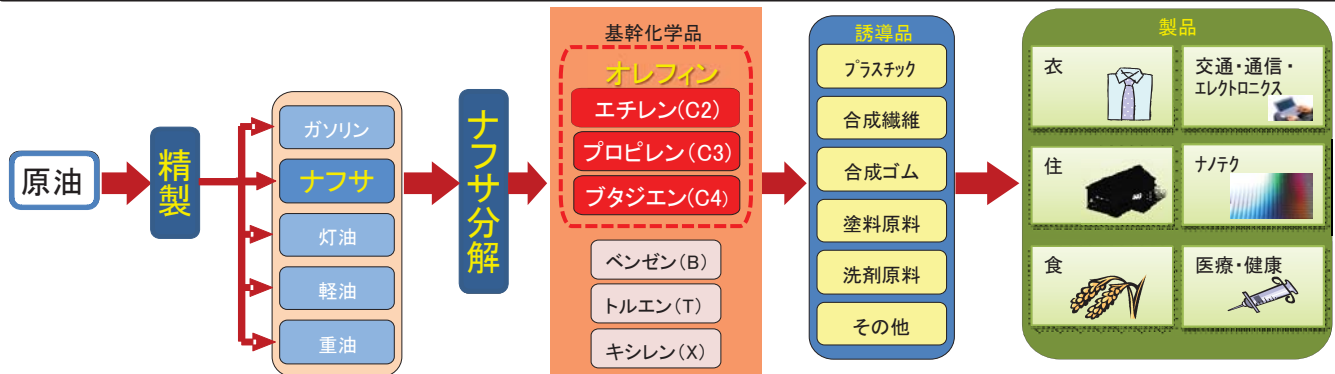 原油
精製
ガソリン
ナフサ
灯油
軽油
重油
ナフサ分解
基幹化学品
オレフィン
エチレン(C2)
プロピレン(C3)
ブタジエン(C4)
ベンゼン(B)
トルエン(T)
キシレン(X)
誘導品
プラスチック
合成繊維
合成ゴム
塗料原料
洗剤原料
その他
製品
衣
交通・通信・
エレクトロニクス
住
ナノテク
食
医療・健康